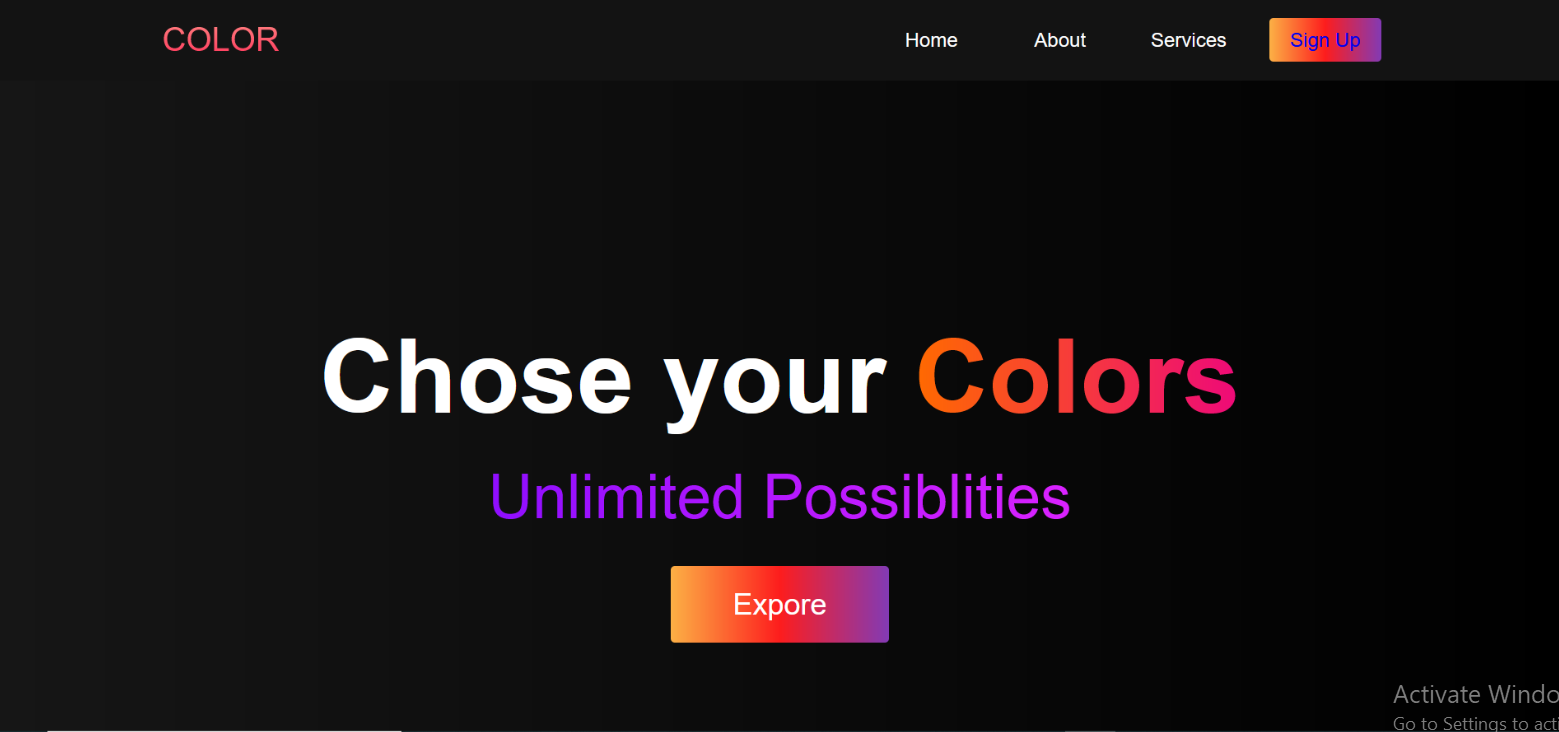 COLOR
Home About Services Sign Up
Chose your Colors
Unlimited Possiblities
Expore
Activate Windo
Go to Settings to acti